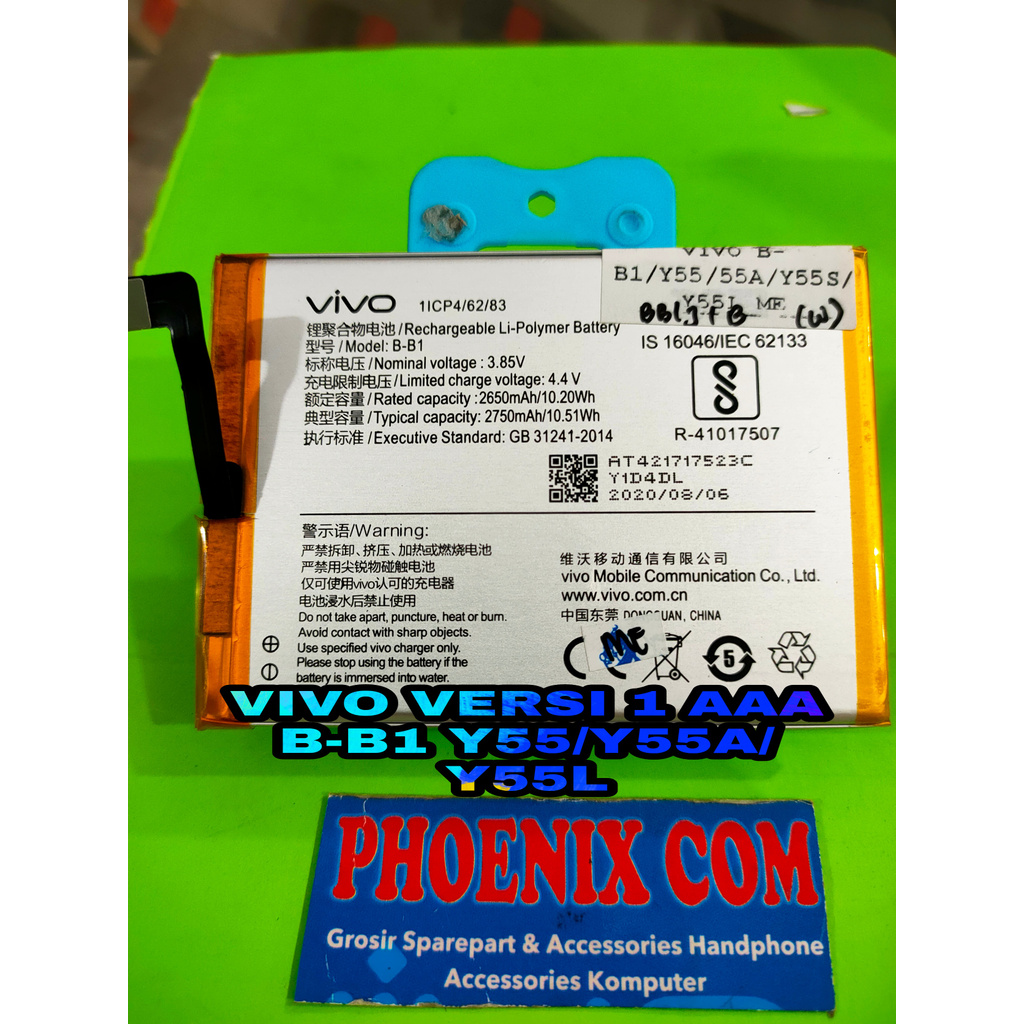 VIVO B-
B1/Y55/55A/Y55S/
Y55L ME
(W)
vivo 1ICP4/62/83
锂聚合物电池/Rechargeable Li-Polymer Battery
型号/Model: B-B1
标称电压/Nominal voltage: 3.85V
充电限制电压/Limited charge voltage: 4.4 V
额定容量/Rated capacity:2650mAh/10.20Wh
典型容量/Typical capacity: 2750mAh/10.51Wh
执行标准/Executive Standard: GB 31241-2014
IS 16046/IEC 62133
R-41017507
AT421717523C
Y1D4DL
2020/08/06
警示语/Warning:
严禁拆卸、挤压、加热或燃烧电池
严禁用尖锐物碰触电池
仅可使用vivo认可的充电器
电池浸水后禁止使用
Do not take apart, puncture, heat or burn.
Avoid contact with sharp objects.
Use specified vivo charger only.
Please stop using the battery if the
battery is immersed into water.
维沃移动通信有限公司
vivo Mobile Communication Co., Ltd.
www.vivo.com.cn
中国东莞 DONGGUAN, CHINA
ME
5
VIVO VERSI 1 AAA
B-B1 Y55/Y55A/
Y55L
PHOENIX COM
Grosir Sparepart & Accessories Handphone
Accessories Komputer